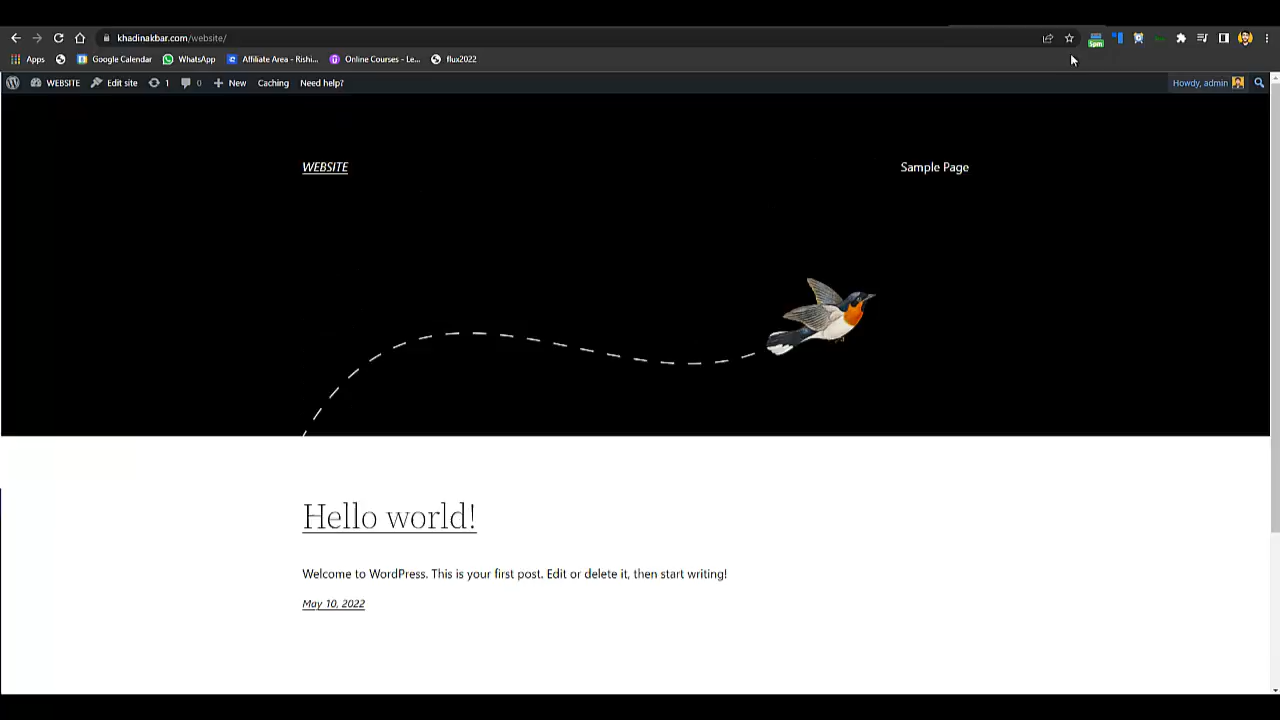 khadinakbar.com/website/
5pm
Apps
Google Calendar
WhatsApp
Affiliate Area - Rishi...
Online Courses - Le...
flux2022
WEBSITE
Edit site
1
0
New
Caching
Need help?
Howdy, admin
WEBSITE
Sample Page
Hello world!
Welcome to WordPress. This is your first post. Edit or delete it, then start writing!
May 10, 2022